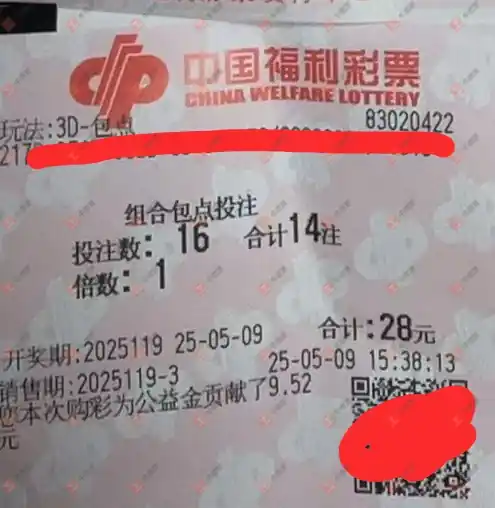 中国福利彩票
CHINA WELFARE LOTTERY
玩法:3D-包点
83020422
组合包点投注
投注数: 16 合计14注
倍数: 1
合计:28元
开奖期:2025119 25-05-09
25-05-09 15:38:13
销售期:2025119-3
您本次购彩为公益金贡献了9.52
元